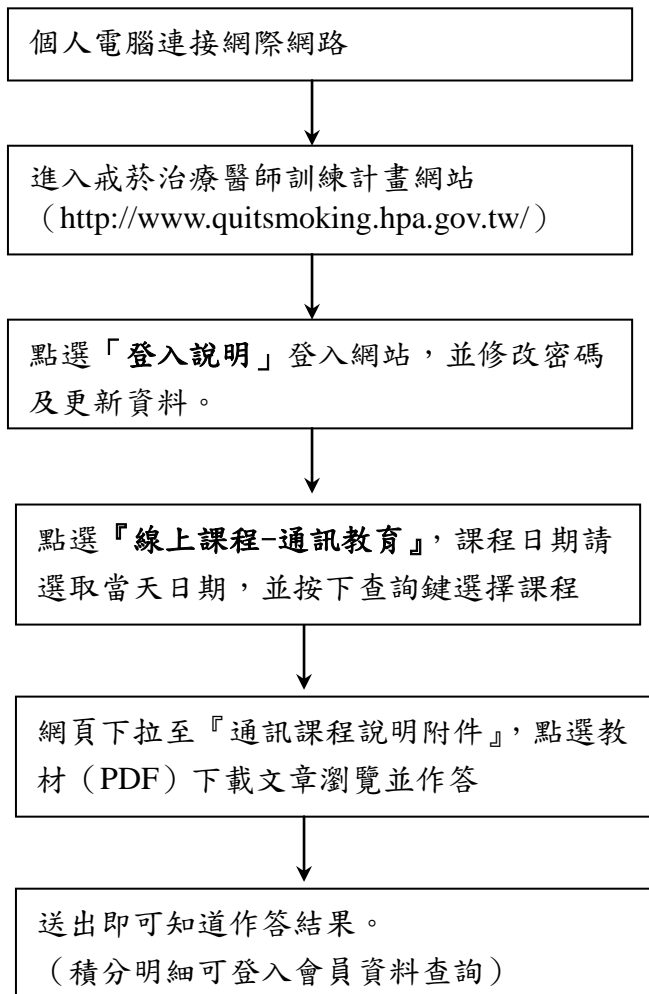 個人電腦連接網際網路
進入戒菸治療醫師訓練計畫網站
（http://www.quitsmoking.hpa.gov.tw/）
點選「登入說明」登入網站，並修改密碼
及更新資料。
點選『線上課程-通訊教育』，課程日期請
選取當天日期，並按下查詢鍵選擇課程
網頁下拉至『通訊課程說明附件』，點選教
材（PDF）下載文章瀏覽並作答
送出即可知道作答結果。
（積分明細可登入會員資料查詢）